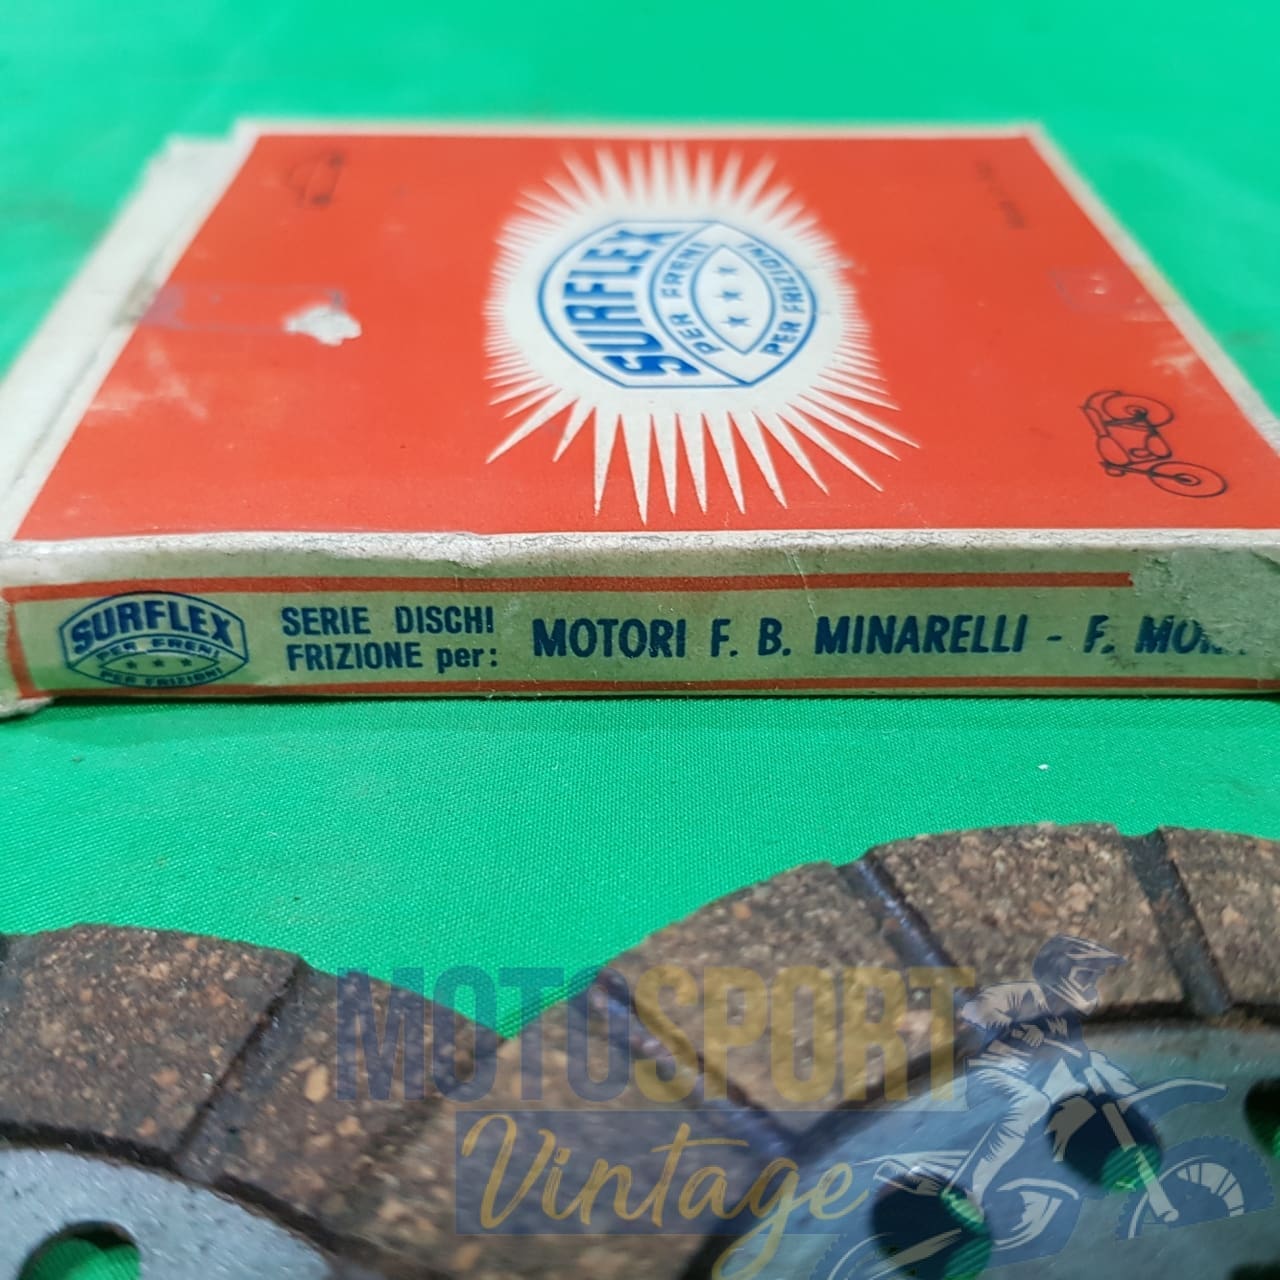 SURFLEX
PER FRENI
PER FRIZIONI
SURFLEX
PER FRENI
PER FRIZIONI
SERIE DISCHI
FRIZIONE per:
MOTORI F. B. MINARELLI - F.
MOTOSPORT
Vintage